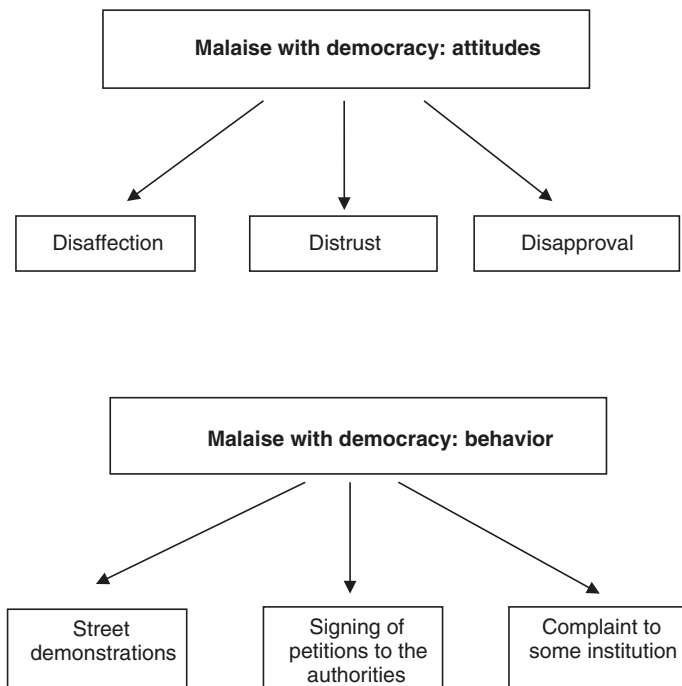 Malaise with democracy: attitudes
Disaffection
Distrust
Disapproval
Malaise with democracy: behavior
Street
demonstrations
Signing of
petitions to the
authorities
Complaint to
some institution